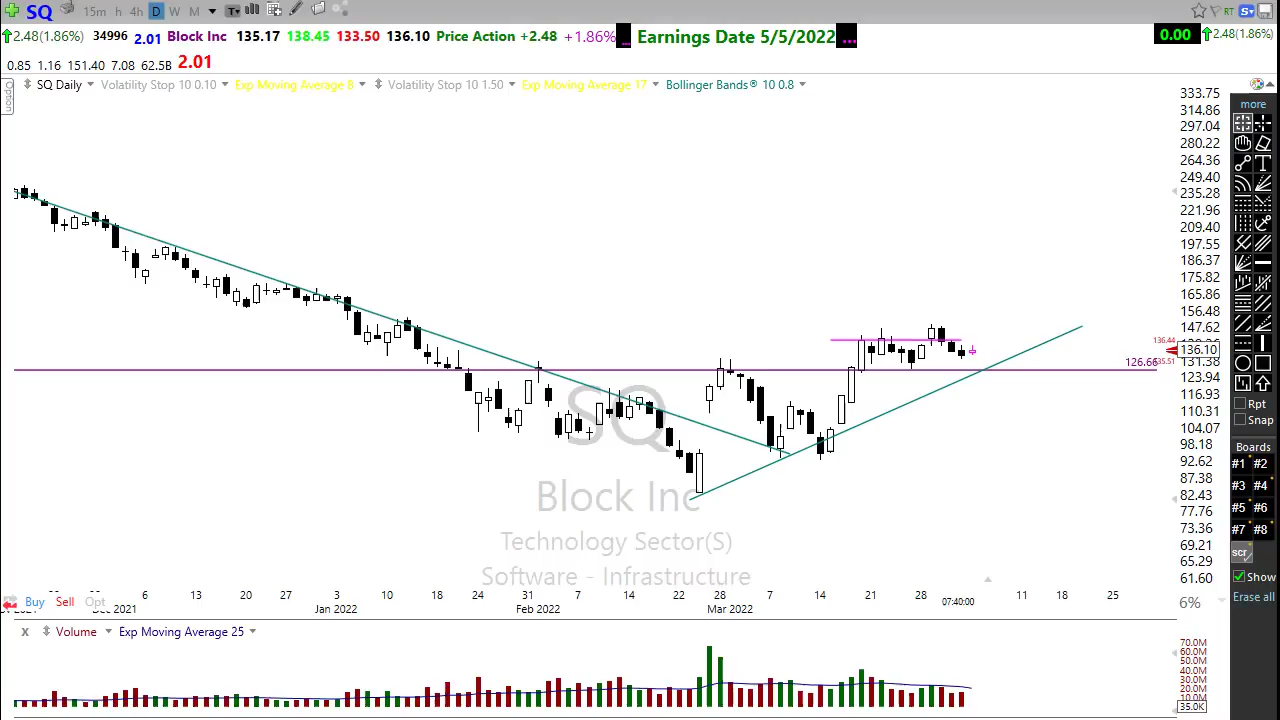 SQ 15m h 4h D W M T
2.48(1.86%) 34996 2.01 Block Inc 135.17 138.45 133.50 136.10 Price Action +2.48 +1.86% ... Earnings Date 5/5/2022 ... 0.00 2.48(1.86%)
RT S
0.85 1.16 151.40 7.08 62.5B 2.01
Option
SQ Daily Volatility Stop 10 0.10 Exp Moving Average 8 Volatility Stop 10 1.50 Exp Moving Average 17 Bollinger Bands® 10 0.8
333.75
314.86
297.04
280.22
264.36
249.40
235.28
221.96
209.40
197.55
186.37
175.82
165.86
156.48
147.62
136.44
136.10
135.51
131.38
126.66
123.94
116.93
110.31
104.07
98.18
92.62
87.38
82.43
77.76
73.36
69.21
65.29
61.60
SQ
Block Inc
Technology Sector(S)
Software - Infrastructure
6 13 20 27 3 10 18 24 31 7 14 22 28 7 14 21 28 11 18 25
Dec 2021 Jan 2022 Feb 2022 Mar 2022 07:40:00
Buy Sell Opt
6%
X Volume Exp Moving Average 25
70.0M
60.0M
50.0M
40.0M
30.0M
20.0M
10.0M
35.0K
more
T
Rpt
Snap
Boards
#1 #2
#3 #4
#5 #6
#7 #8
scr
Show
Erase all